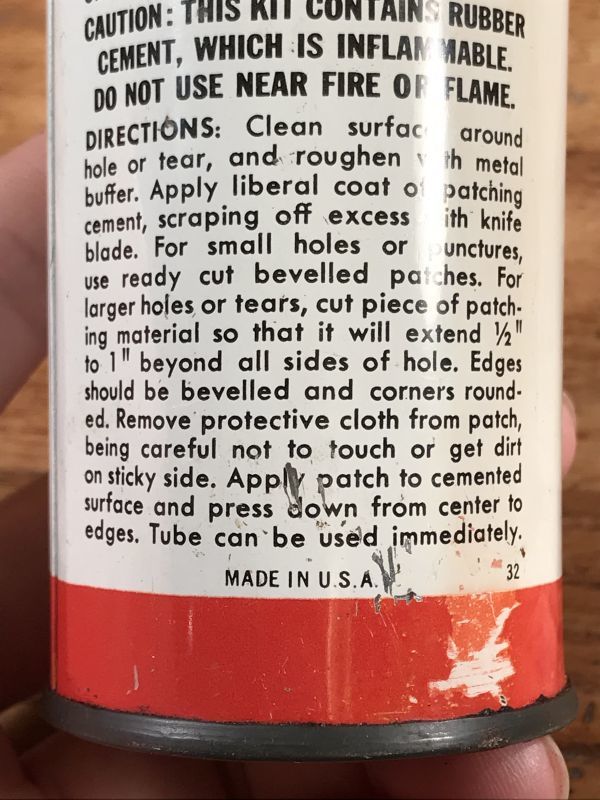 CAUTION: THIS KIT CONTAINS RUBBER
CEMENT, WHICH IS INFLAMMABLE.
DO NOT USE NEAR FIRE OR FLAME.
DIRECTIONS: Clean surface around
hole or tear, and roughen with metal
buffer. Apply liberal coat of patching
cement, scraping off excess with knife
blade. For small holes or punctures,
use ready cut bevelled patches. For
larger holes or tears, cut piece of patch-
ing material so that it will extend ½"
to 1" beyond all sides of hole. Edges
should be bevelled and corners round-
ed. Remove protective cloth from patch,
being careful not to touch or get dirt
on sticky side. Apply patch to cemented
surface and press down from center to
edges. Tube can be used immediately.
MADE IN U.S.A.
32